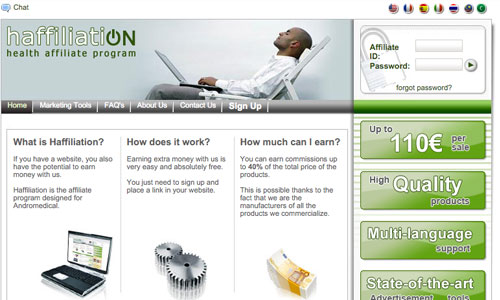 Chat
haffiliatiON
health affiliate program
Affiliate
ID:
Password:
forgot password?
Home
Marketing Tools
FAQ's
About Us
Contact Us
Sign Up
What is Haffiliation?
If you have a website, you also
have the potential to earn
money with us.
Haffiliation is the affiliate
program designed for
Andromedical.
How does it work?
Earning extra money with us is
very easy and absolutely free.
You just need to sign up and
place a link in your website.
How much can I earn?
You can earn commissions up
to 40% of the total price of the
products.
This is possible thanks to the
fact that we are the
manufacturers of all the
products we commercialize.
Up to 110€ per
sale
High Quality
products
Multi-language
support
State-of-the-art
Advertisement tools